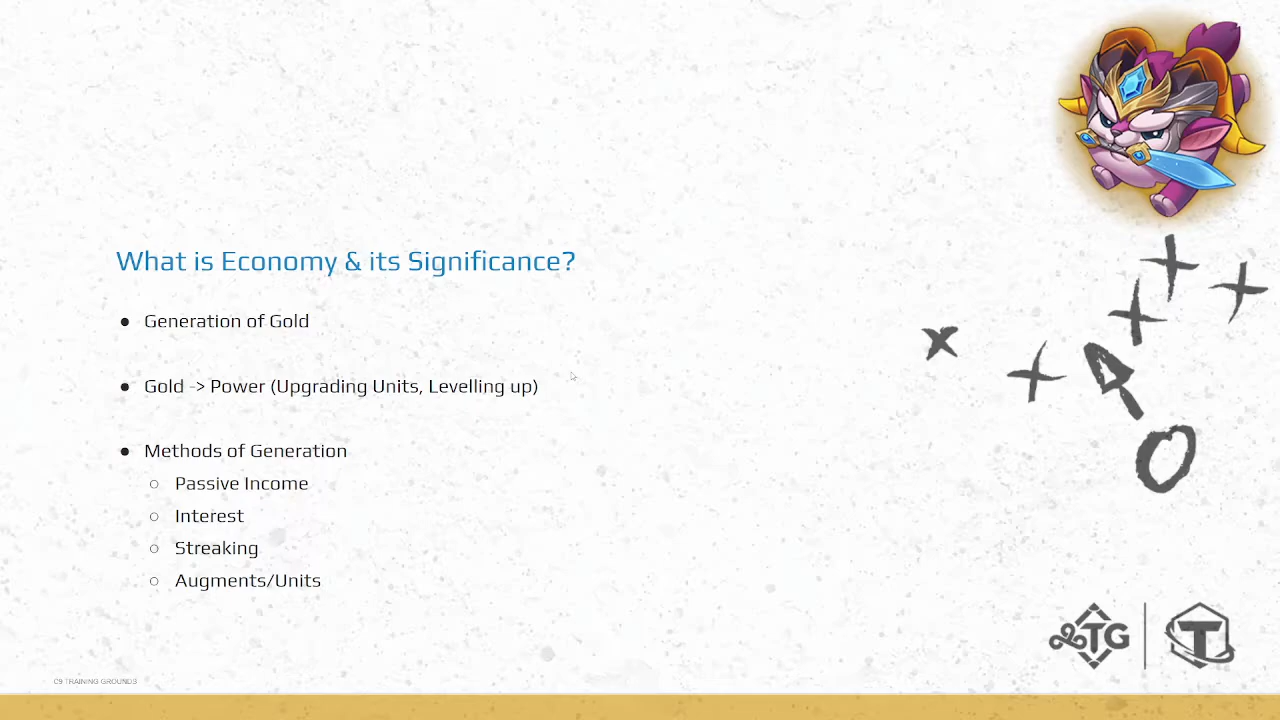 What is Economy & its Significance?
● Generation of Gold
● Gold -> Power (Upgrading Units, Levelling up)
● Methods of Generation
○ Passive Income
○ Interest
○ Streaking
○ Augments/Units
TG
T
C9 TRAINING GROUNDS